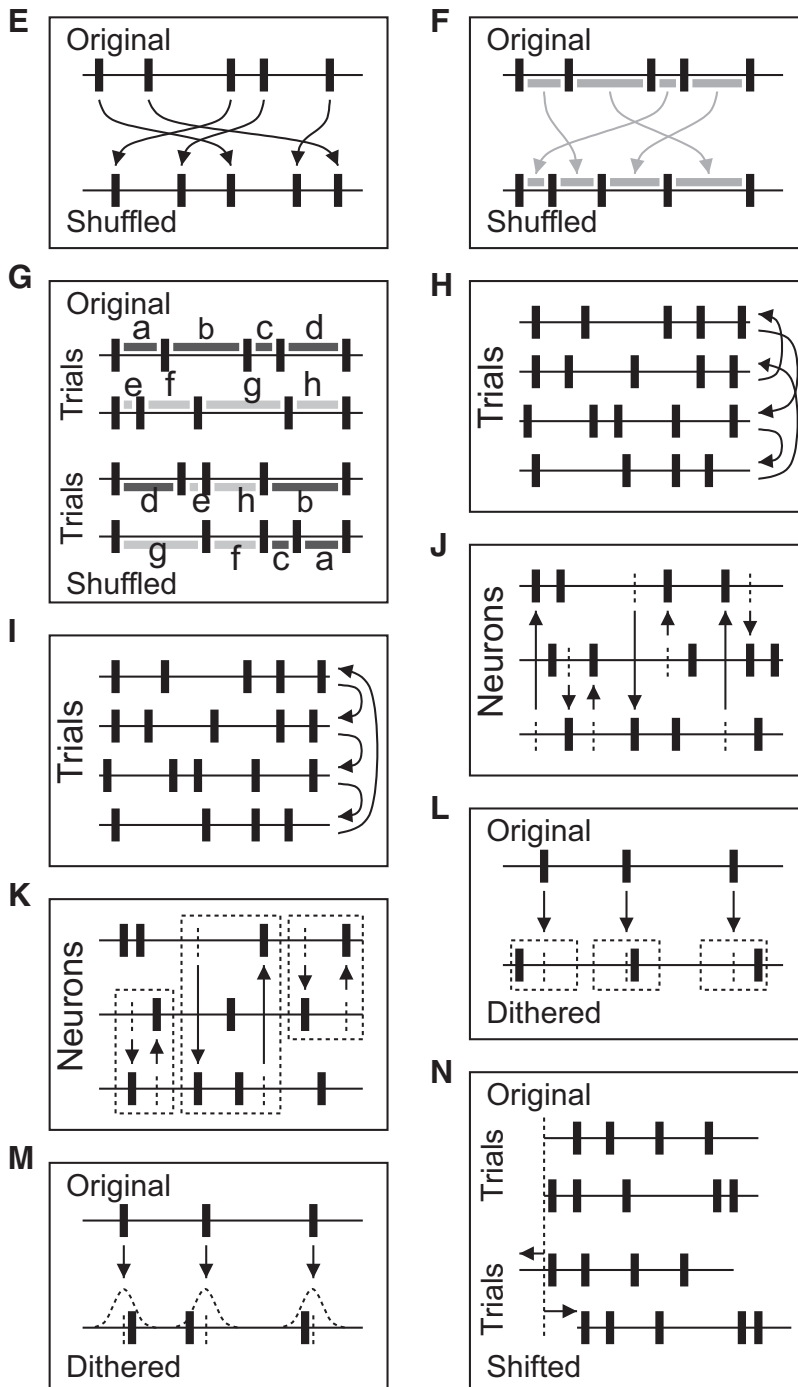 E
Original
Shuffled
F
Original
Shuffled
G
Original
Trials
a b c d
e f g h
Trials
d e h b
g f c a
Shuffled
H
Trials
I
Trials
J
Neurons
K
Neurons
L
Original
Dithered
M
Original
Dithered
N
Original
Trials
Trials
Shifted